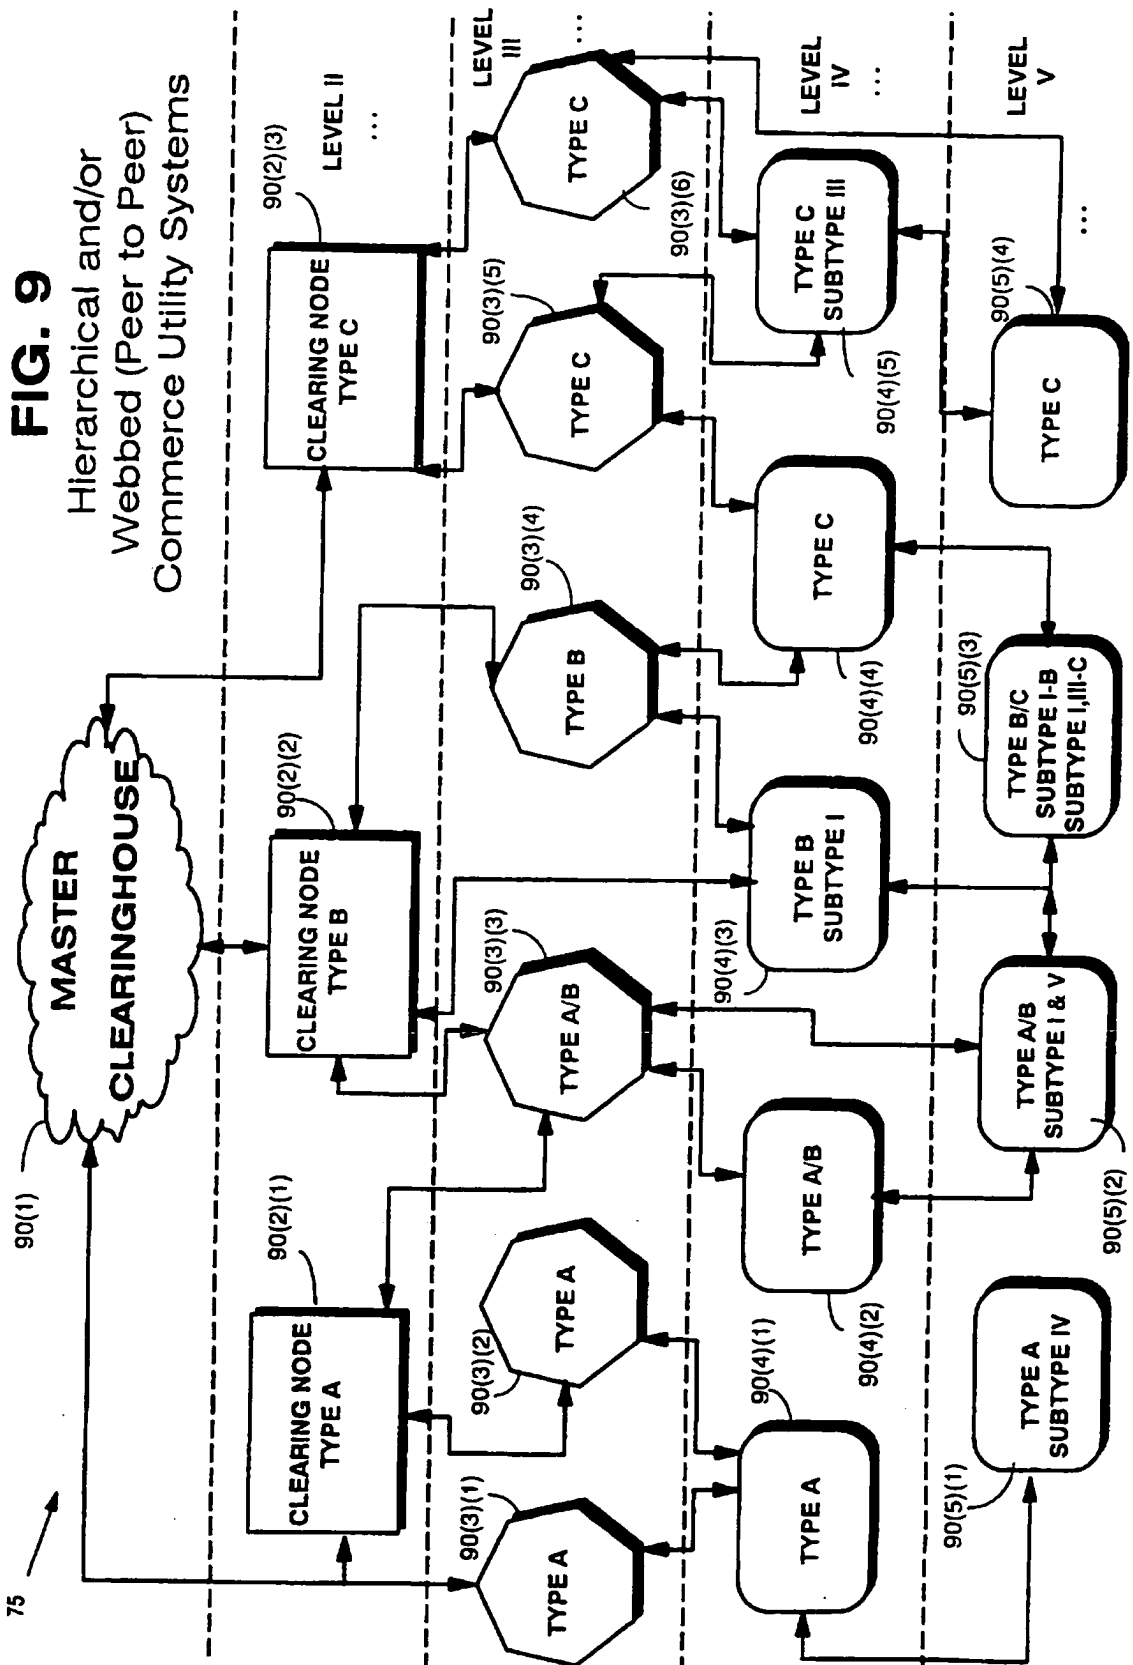 FIG. 9
Hierarchical and/or
Webbed (Peer to Peer)
Commerce Utility Systems
75
90(1)
MASTER
CLEARINGHOUSE
LEVEL II
...
90(2)(1)
CLEARING NODE
TYPE A
90(2)(2)
CLEARING NODE
TYPE B
90(2)(3)
CLEARING NODE
TYPE C
LEVEL
III
...
90(3)(1)
TYPE A
90(3)(2)
TYPE A
90(3)(3)
TYPE A/B
90(3)(4)
TYPE B
90(3)(5)
TYPE C
90(3)(6)
TYPE C
LEVEL
IV
...
90(4)(1)
TYPE A
90(4)(2)
TYPE A/B
90(4)(3)
TYPE B
SUBTYPE I
90(4)(4)
TYPE C
90(4)(5)
TYPE C
SUBTYPE III
LEVEL
V
...
90(5)(1)
TYPE A
SUBTYPE IV
90(5)(2)
TYPE A/B
SUBTYPE I & V
90(5)(3)
TYPE B/C
SUBTYPE I-B
SUBTYPE I,III-C
90(5)(4)
TYPE C